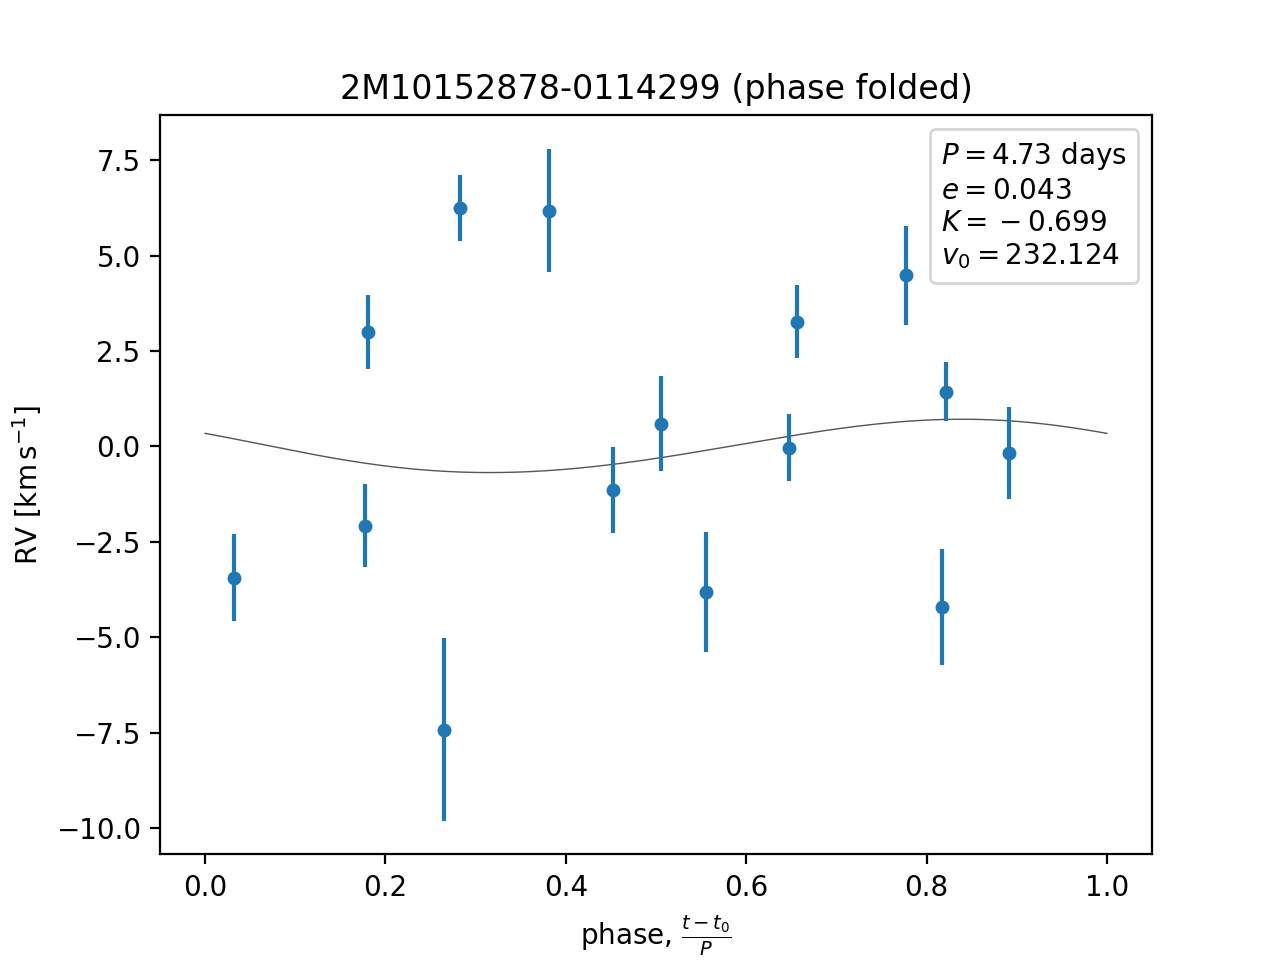 2M10152878-0114299 (phase folded)
P = 4.73 days
e = 0.043
K = −0.699
v₀ = 232.124
7.5
5.0
2.5
0.0
−2.5
−5.0
−7.5
−10.0
RV [km s⁻¹]
0.0 0.2 0.4 0.6 0.8 1.0
phase, (t − t₀)/P